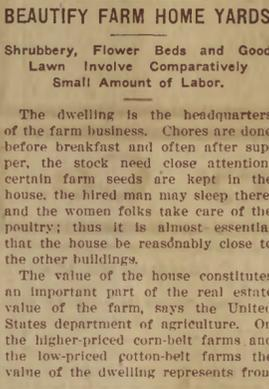 BEAUTIFY FARM HOME YARDS
Shrubbery, Flower Beds and Good
Lawn Involve Comparatively
Small Amount of Labor.
The dwelling is the headquarters
of the farm business. Chores are done
before breakfast and often after sup-
per, the stock need close attention,
certain farm seeds are kept in the
house, the hired man may sleep there
and the women folks take care of the
poultry; thus it is almost essential
that the house be reasonably close to
the other buildings.
The value of the house constitutes
an important part of the real estate
value of the farm, says the United
States department of agriculture. On
the higher-priced corn-belt farms and
the low-priced cotton-belt farms the
value of the dwelling represents from